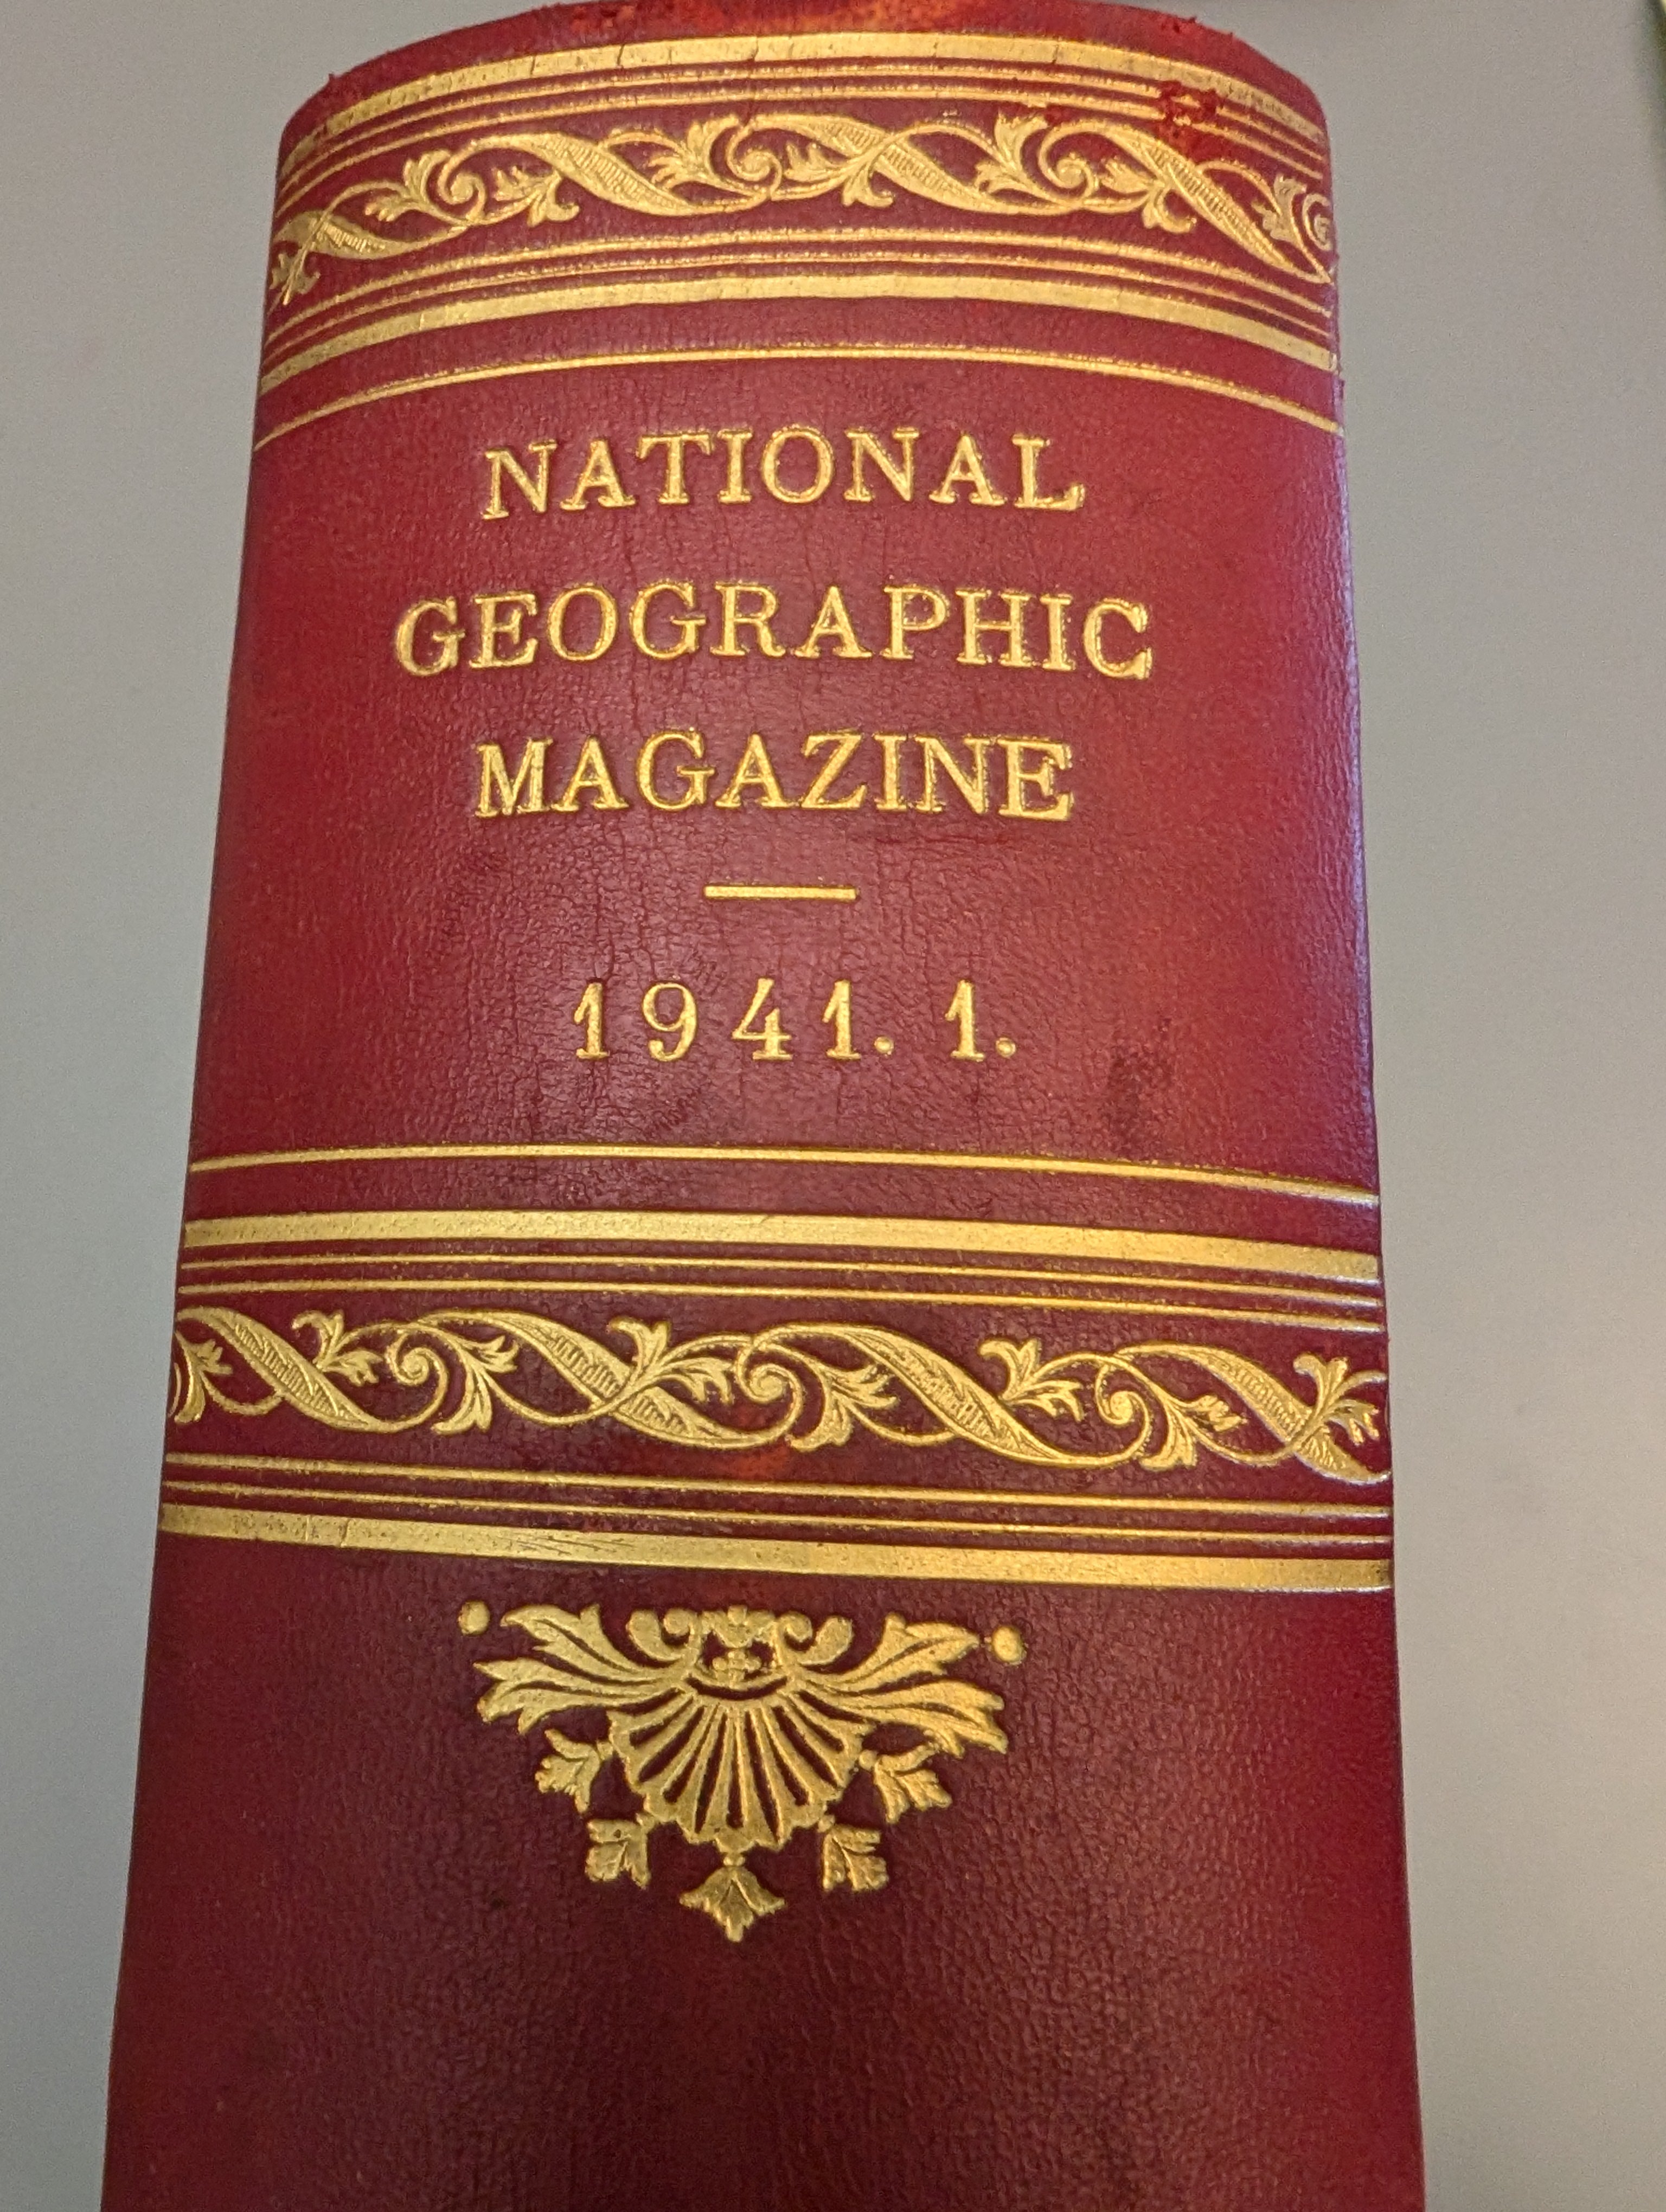 NATIONAL
GEOGRAPHIC
MAGAZINE
1941. 1.